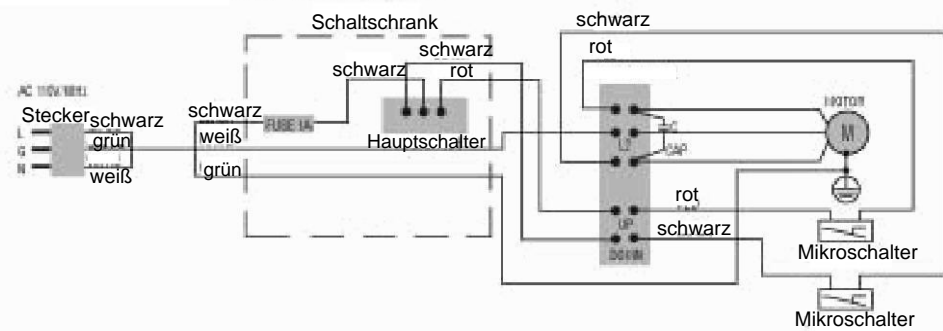 schwarz
Schaltschrank
rot
schwarz
schwarz
rot
AC 110V/60Hz
MOTOR
Stecker
schwarz
schwarz
FUSE 1A
L
grün
weiß
Hauptschalter
M
G
CAP
N
weiß
grün
rot
UP
schwarz
DOWN
Mikroschalter
Mikroschalter